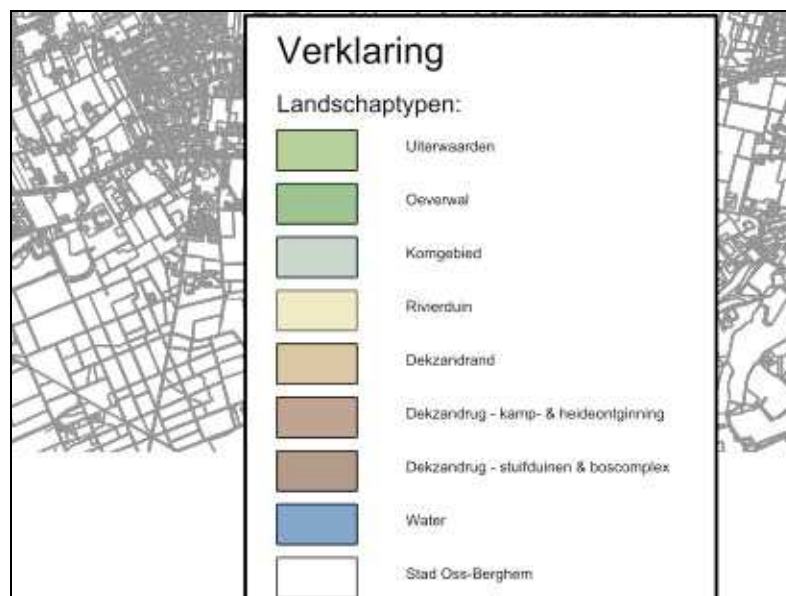 Verklaring
Landschaptypen:
Uiterwaarden
Oeverwal
Komgebied
Rivierduin
Dekzandrand
Dekzandrug - kamp- & heideontginning
Dekzandrug - stuifduinen & boscomplex
Water
Stad Oss-Berghem